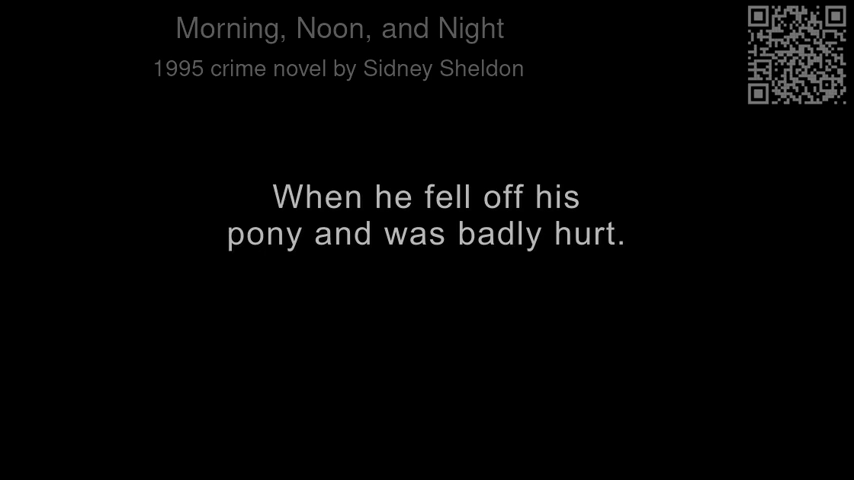 Morning, Noon, and Night
1995 crime novel by Sidney Sheldon
When he fell off his
pony and was badly hurt.